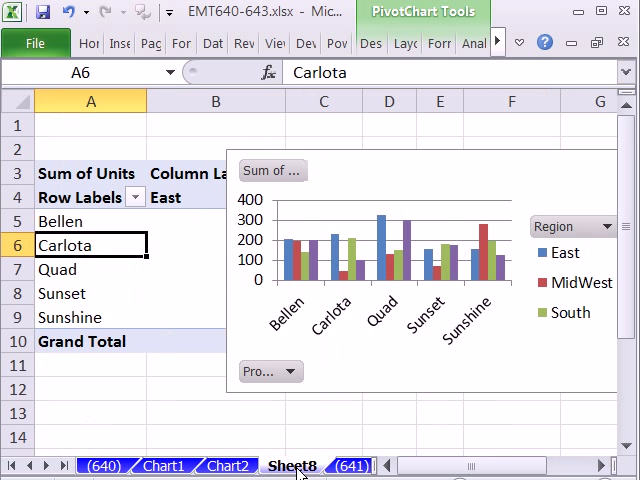 EMT640-643.xlsx - Mic...
PivotChart Tools
File
Hor
Inse
Pag
For
Dat
Rev
Viev
Dev
Pow
Des
Layc
Forr
Anal
A6
fx
Carlota
A B C D E F G
1
2
3 Sum of Units Column La
4 Row Labels East
5 Bellen
6 Carlota
7 Quad
8 Sunset
9 Sunshine
10 Grand Total
11
12
13
14
Sum of ...
400
300
200
100
0
Bellen
Carlota
Quad
Sunset
Sunshine
Region
East
MidWest
South
Pro...
(640) Chart1 Chart2 Sheet8 (641)